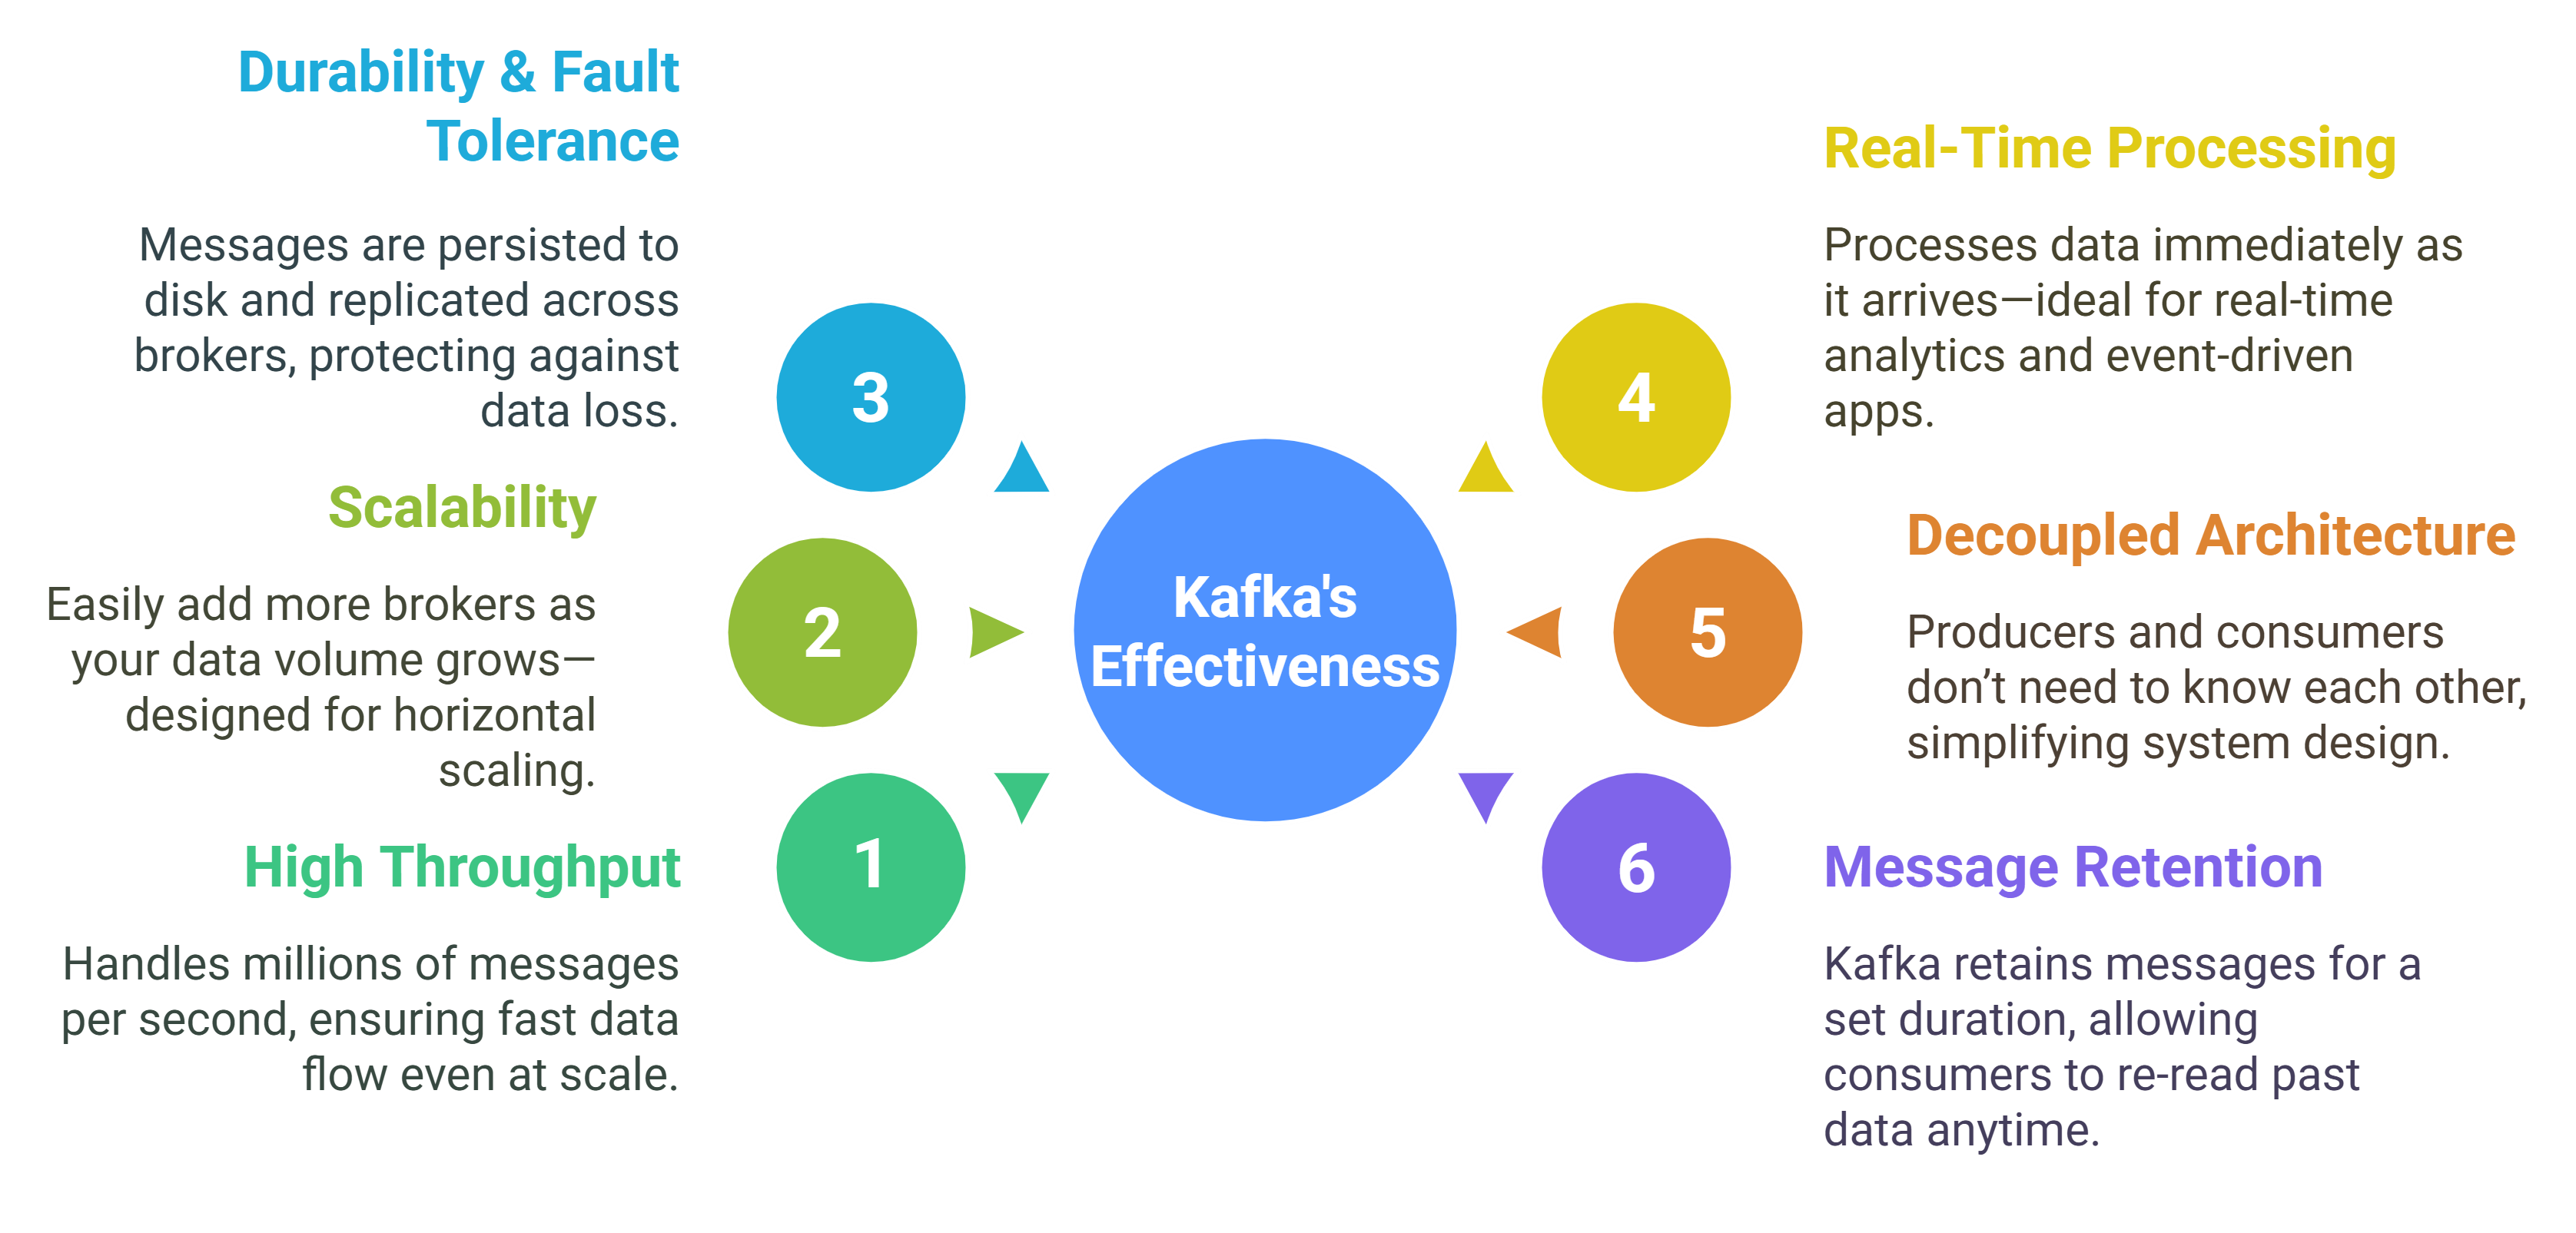 Durability & Fault
Tolerance
Messages are persisted to
disk and replicated across
brokers, protecting against
data loss.
3
Scalability
Easily add more brokers as
your data volume grows—
designed for horizontal
scaling.
2
High Throughput
Handles millions of messages
per second, ensuring fast data
flow even at scale.
1
Kafka's
Effectiveness
4
Real-Time Processing
Processes data immediately as
it arrives—ideal for real-time
analytics and event-driven
apps.
5
Decoupled Architecture
Producers and consumers
don’t need to know each other,
simplifying system design.
6
Message Retention
Kafka retains messages for a
set duration, allowing
consumers to re-read past
data anytime.